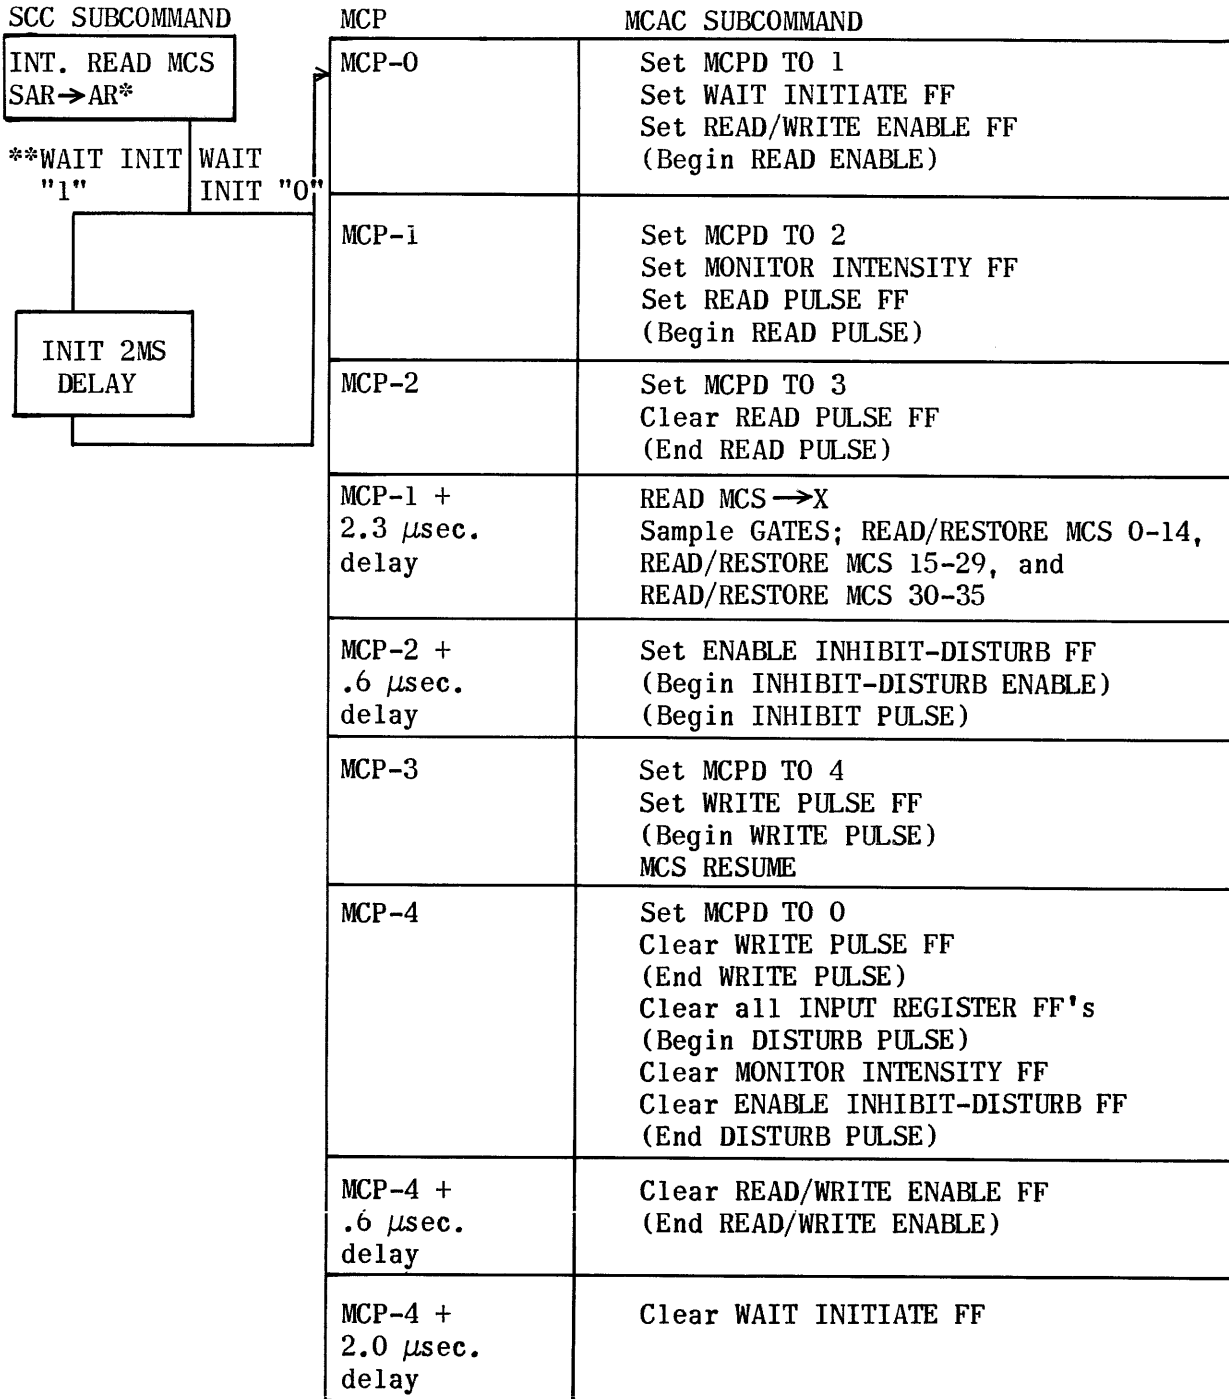 SCC SUBCOMMAND
INT. READ MCS
SAR→AR*
**WAIT INIT "1"
WAIT INIT "0"
INIT 2MS
DELAY
MCP MCAC SUBCOMMAND
MCP-0 Set MCPD TO 1
Set WAIT INITIATE FF
Set READ/WRITE ENABLE FF
(Begin READ ENABLE)
MCP-1 Set MCPD TO 2
Set MONITOR INTENSITY FF
Set READ PULSE FF
(Begin READ PULSE)
MCP-2 Set MCPD TO 3
Clear READ PULSE FF
(End READ PULSE)
MCP-1 + READ MCS→X
2.3 μsec. Sample GATES; READ/RESTORE MCS 0-14,
delay READ/RESTORE MCS 15-29, and
READ/RESTORE MCS 30-35
MCP-2 + Set ENABLE INHIBIT-DISTURB FF
.6 μsec. (Begin INHIBIT-DISTURB ENABLE)
delay (Begin INHIBIT PULSE)
MCP-3 Set MCPD TO 4
Set WRITE PULSE FF
(Begin WRITE PULSE)
MCS RESUME
MCP-4 Set MCPD TO 0
Clear WRITE PULSE FF
(End WRITE PULSE)
Clear all INPUT REGISTER FF's
(Begin DISTURB PULSE)
Clear MONITOR INTENSITY FF
Clear ENABLE INHIBIT-DISTURB FF
(End DISTURB PULSE)
MCP-4 + Clear READ/WRITE ENABLE FF
.6 μsec. (End READ/WRITE ENABLE)
delay
MCP-4 + Clear WAIT INITIATE FF
2.0 μsec.
delay